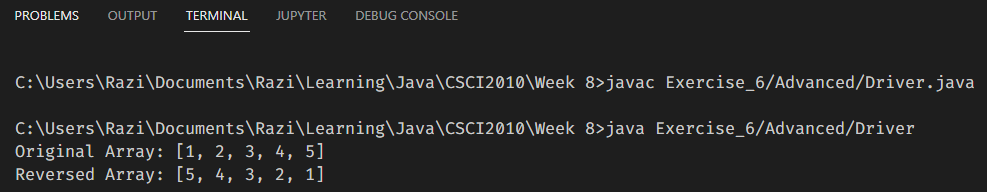 PROBLEMS OUTPUT TERMINAL JUPYTER DEBUG CONSOLE
C:\Users\Razi\Documents\Razi\Learning\Java\CSCI2010\Week 8>javac Exercise_6/Advanced/Driver.java
C:\Users\Razi\Documents\Razi\Learning\Java\CSCI2010\Week 8>java Exercise_6/Advanced/Driver
Original Array: [1, 2, 3, 4, 5]
Reversed Array: [5, 4, 3, 2, 1]